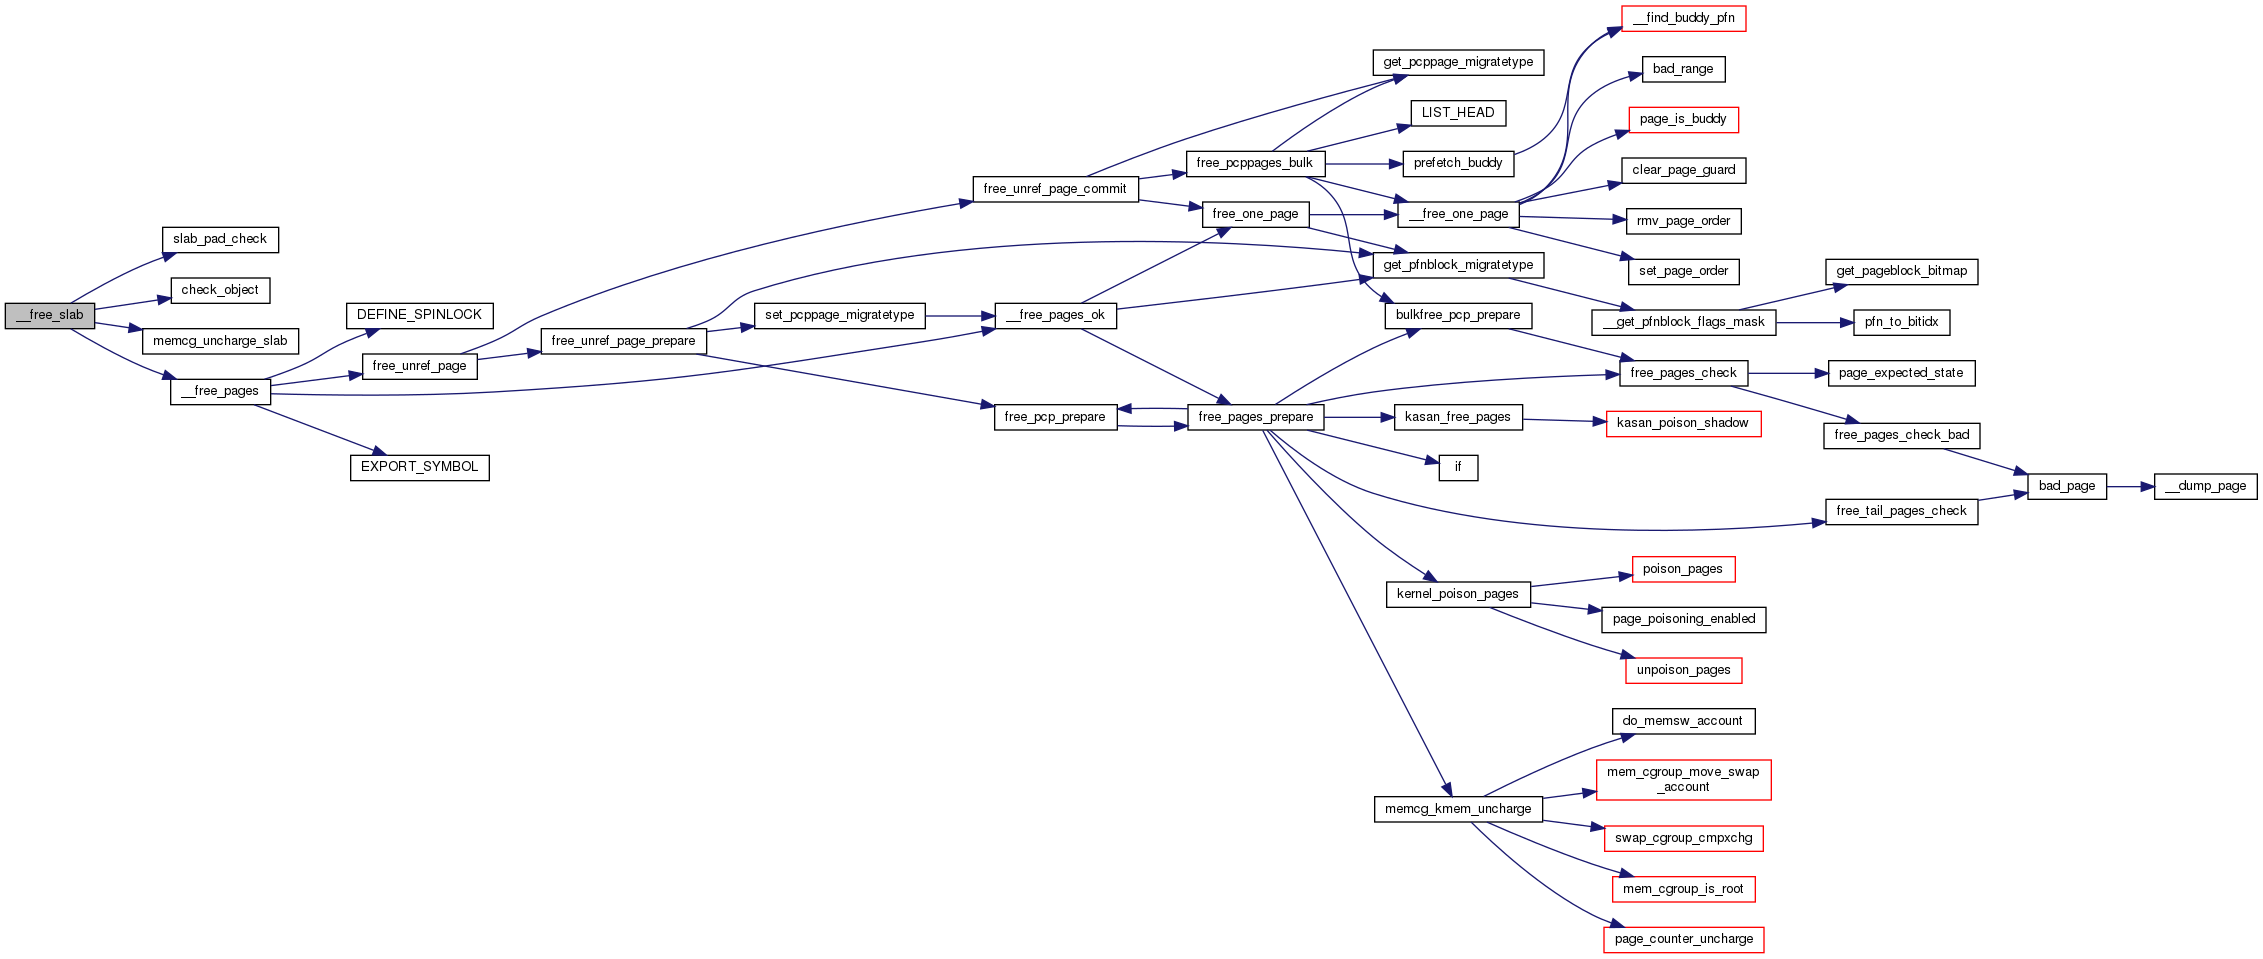 __free_slab
slab_pad_check
check_object
memcg_uncharge_slab
__free_pages
DEFINE_SPINLOCK
free_unref_page
EXPORT_SYMBOL
free_unref_page_prepare
set_pcppage_migratetype
free_unref_page_commit
__free_pages_ok
free_pcp_prepare
free_pcppages_bulk
free_one_page
free_pages_prepare
get_pcppage_migratetype
LIST_HEAD
prefetch_buddy
__free_one_page
get_pfnblock_migratetype
bulkfree_pcp_prepare
kasan_free_pages
if
kernel_poison_pages
memcg_kmem_uncharge
__find_buddy_pfn
bad_range
page_is_buddy
clear_page_guard
rmv_page_order
set_page_order
__get_pfnblock_flags_mask
free_pages_check
kasan_poison_shadow
poison_pages
page_poisoning_enabled
unpoison_pages
do_memsw_account
mem_cgroup_move_swap
_account
swap_cgroup_cmpxchg
mem_cgroup_is_root
page_counter_uncharge
get_pageblock_bitmap
pfn_to_bitidx
page_expected_state
free_pages_check_bad
free_tail_pages_check
bad_page
__dump_page